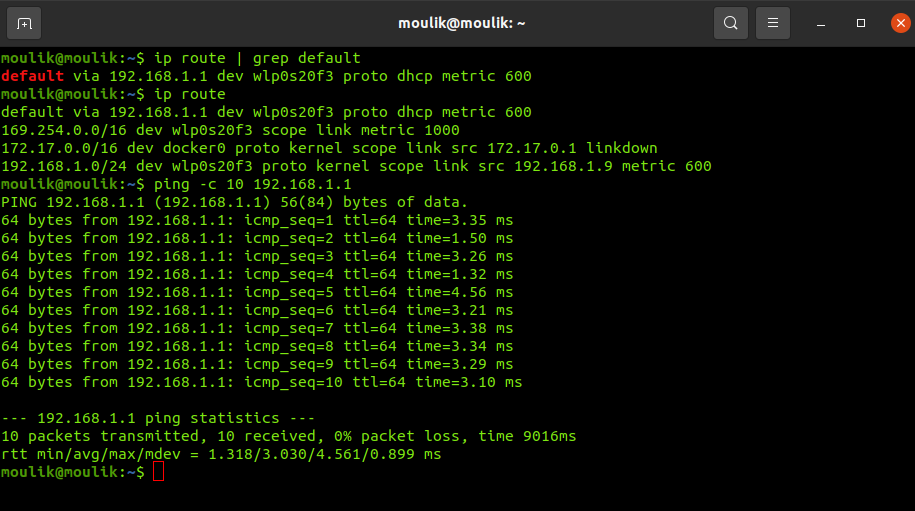 moulik@moulik: ~
moulik@moulik:~$ ip route | grep default
default via 192.168.1.1 dev wlp0s20f3 proto dhcp metric 600
moulik@moulik:~$ ip route
default via 192.168.1.1 dev wlp0s20f3 proto dhcp metric 600
169.254.0.0/16 dev wlp0s20f3 scope link metric 1000
172.17.0.0/16 dev docker0 proto kernel scope link src 172.17.0.1 linkdown
192.168.1.0/24 dev wlp0s20f3 proto kernel scope link src 192.168.1.9 metric 600
moulik@moulik:~$ ping -c 10 192.168.1.1
PING 192.168.1.1 (192.168.1.1) 56(84) bytes of data.
64 bytes from 192.168.1.1: icmp_seq=1 ttl=64 time=3.35 ms
64 bytes from 192.168.1.1: icmp_seq=2 ttl=64 time=1.50 ms
64 bytes from 192.168.1.1: icmp_seq=3 ttl=64 time=3.26 ms
64 bytes from 192.168.1.1: icmp_seq=4 ttl=64 time=1.32 ms
64 bytes from 192.168.1.1: icmp_seq=5 ttl=64 time=4.56 ms
64 bytes from 192.168.1.1: icmp_seq=6 ttl=64 time=3.21 ms
64 bytes from 192.168.1.1: icmp_seq=7 ttl=64 time=3.38 ms
64 bytes from 192.168.1.1: icmp_seq=8 ttl=64 time=3.34 ms
64 bytes from 192.168.1.1: icmp_seq=9 ttl=64 time=3.29 ms
64 bytes from 192.168.1.1: icmp_seq=10 ttl=64 time=3.10 ms
--- 192.168.1.1 ping statistics ---
10 packets transmitted, 10 received, 0% packet loss, time 9016ms
rtt min/avg/max/mdev = 1.318/3.030/4.561/0.899 ms
moulik@moulik:~$